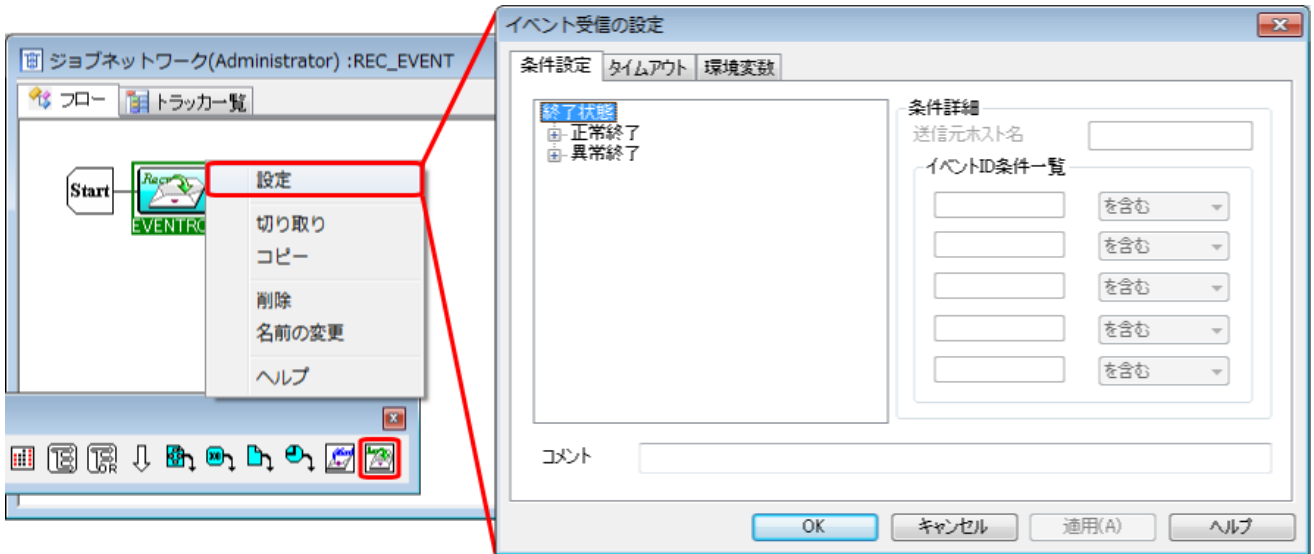 ジョブネットワーク(Administrator) :REC_EVENT
フロー
トラッカ一覧
Start
Recv
EVENTRC
設定
切り取り
コピー
削除
名前の変更
ヘルプ
OR
イベント受信の設定
条件設定
タイムアウト
環境変数
終了状態
正常終了
異常終了
条件詳細
送信元ホスト名
イベントID条件一覧
を含む
を含む
を含む
を含む
を含む
コメント
OK
キャンセル
適用(A)
ヘルプ